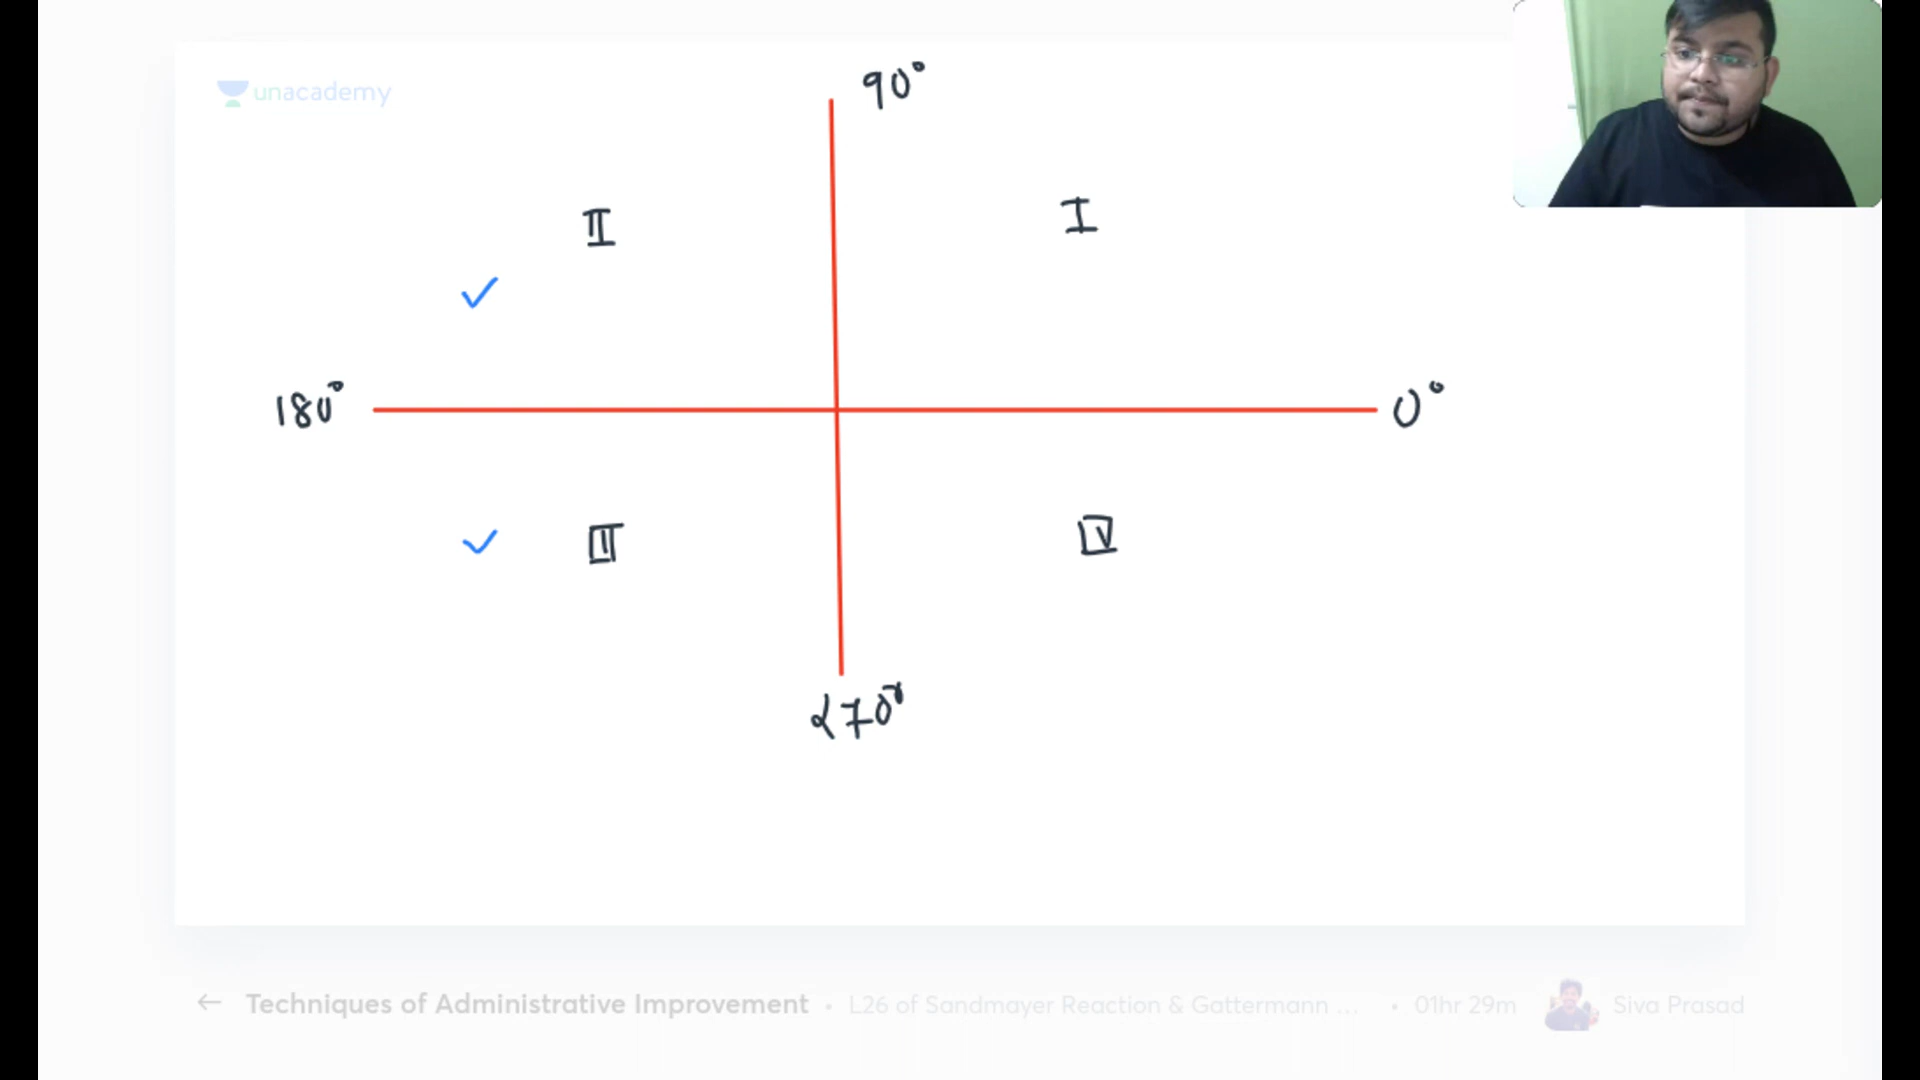 unacademy
90°
II
I
180°
0°
III
IV
270°
Techniques of Administrative Improvement • L26 of Sandmayer Reaction & Gattermann ... • 01hr 29m Siva Prasad